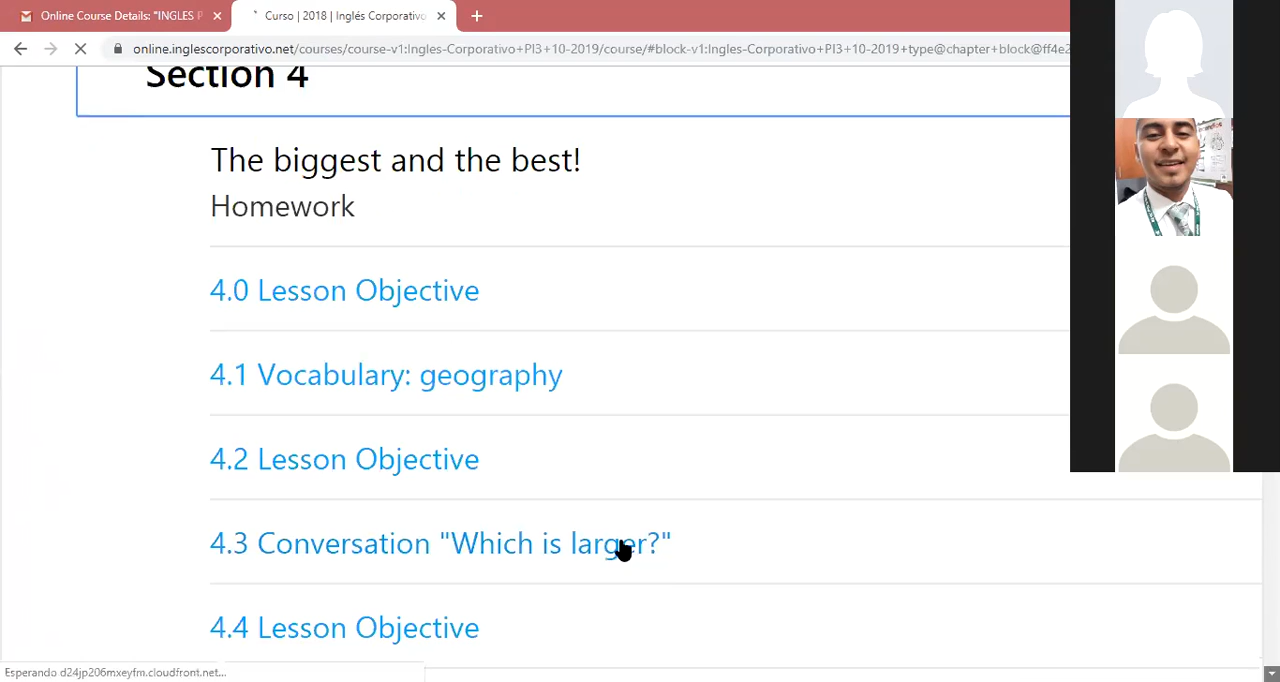 Online Course Details: "INGLES P
Curso | 2018 | Inglés Corporativo
online.inglescorporativo.net/courses/course-v1:Ingles-Corporativo+PI3+10-2019/course/#block-v1:Ingles-Corporativo+PI3+10-2019+type@chapter+block@ff4e2
Section 4
The biggest and the best!
Homework
4.0 Lesson Objective
4.1 Vocabulary: geography
4.2 Lesson Objective
4.3 Conversation "Which is larger?"
4.4 Lesson Objective
Esperando d24jp206mxeyfm.cloudfront.net...